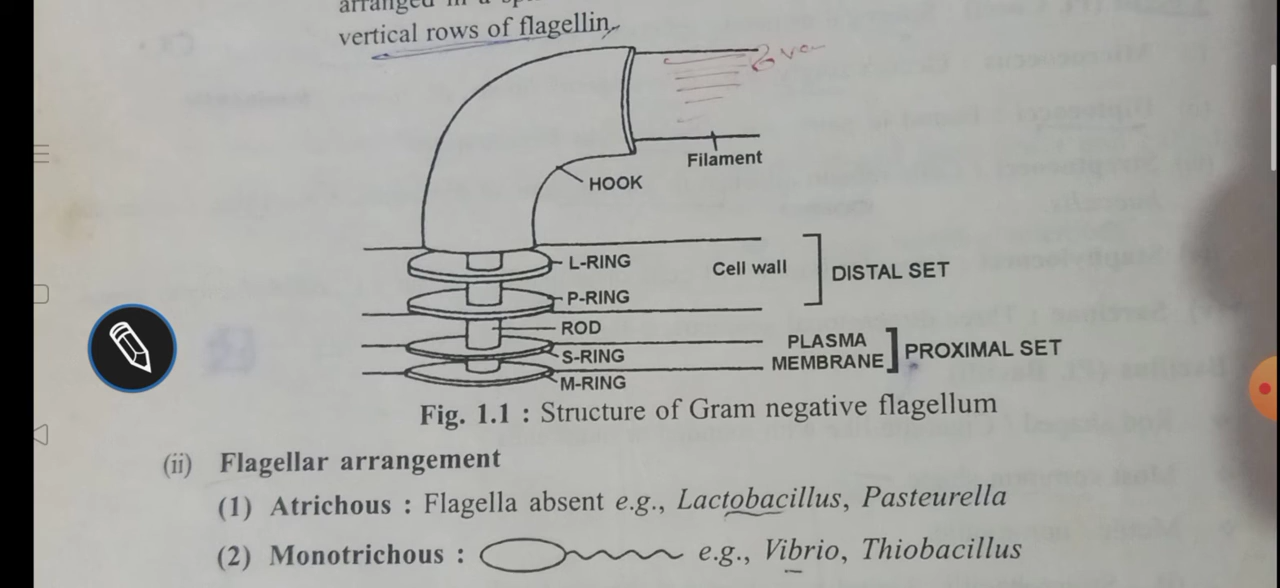 arranged in a
vertical rows of flagellin,
Filament
HOOK
L-RING
Cell wall
DISTAL SET
P-RING
ROD
PLASMA
MEMBRANE
PROXIMAL SET
S-RING
M-RING
Fig. 1.1 : Structure of Gram negative flagellum
(ii) Flagellar arrangement
(1) Atrichous : Flagella absent e.g., Lactobacillus, Pasteurella
(2) Monotrichous : e.g., Vibrio, Thiobacillus